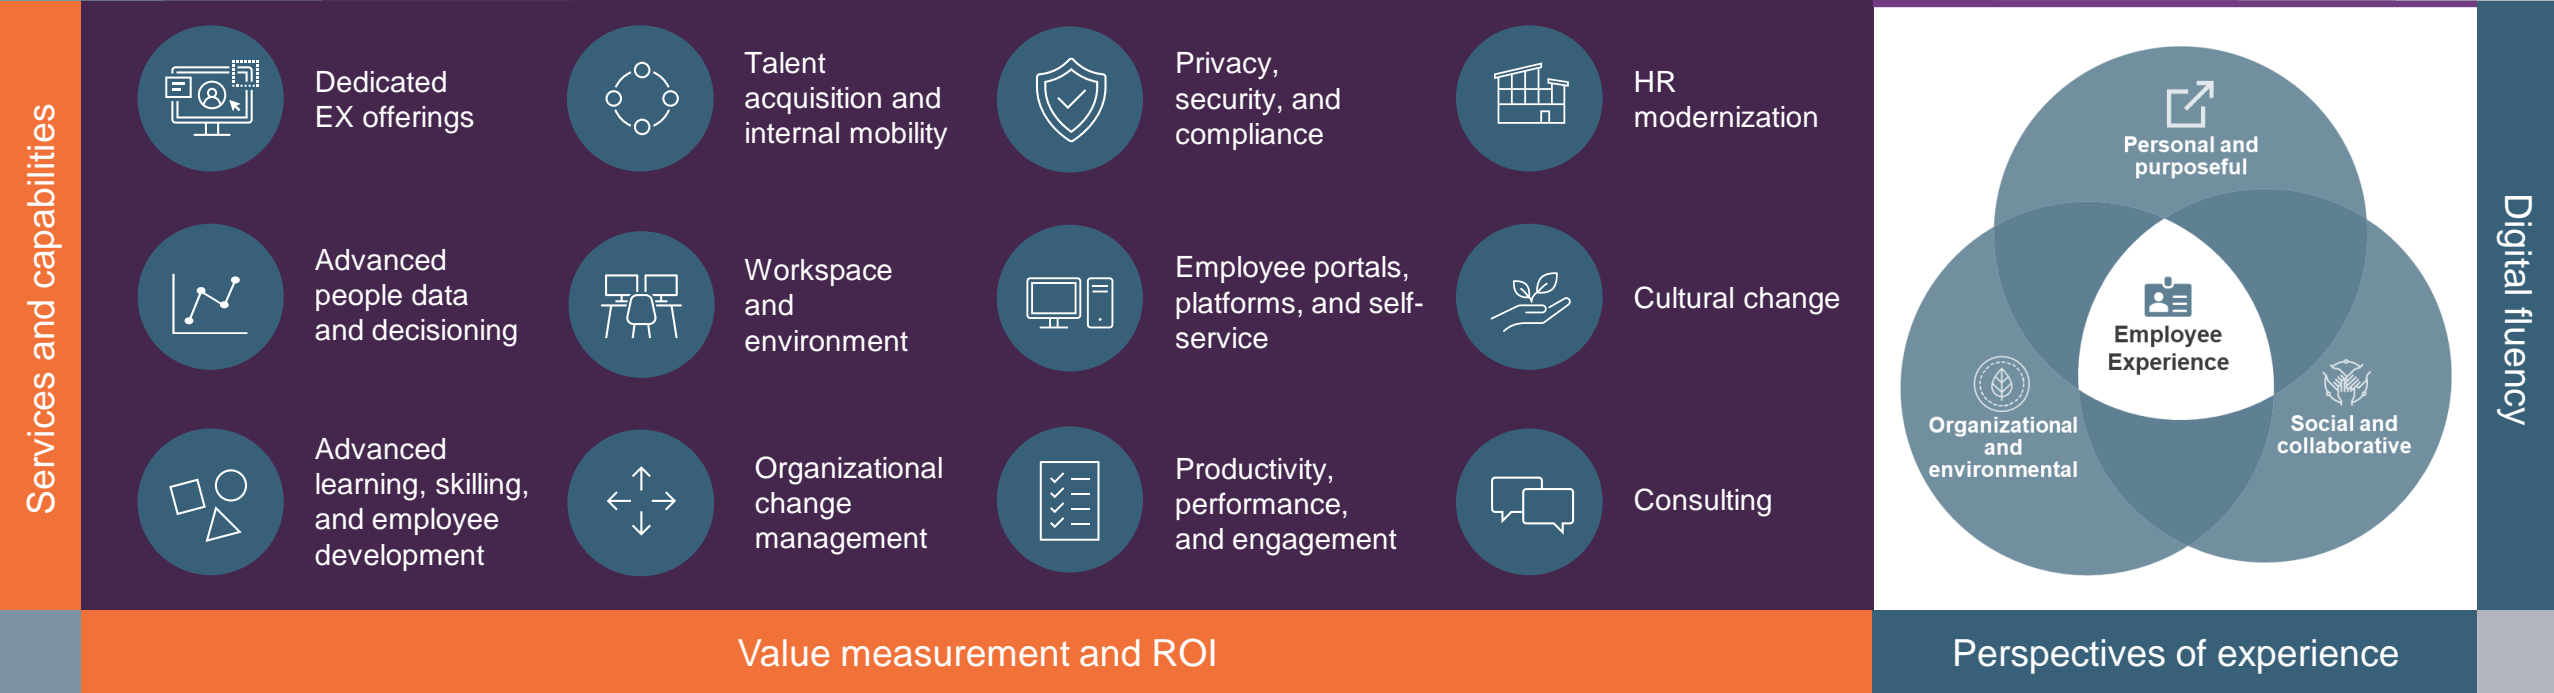 Services and capabilities
Dedicated
EX offerings
Talent
acquisition and
internal mobility
Privacy,
security, and
compliance
HR
modernization
Advanced
people data
and decisioning
Workspace
and
environment
Employee portals,
platforms, and self-
service
Cultural change
Advanced
learning, skilling,
and employee
development
Organizational
change
management
Productivity,
performance,
and engagement
Consulting
Value measurement and ROI
Personal and
purposeful
Employee
Experience
Organizational
and
environmental
Social and
collaborative
Perspectives of experience
Digital fluency